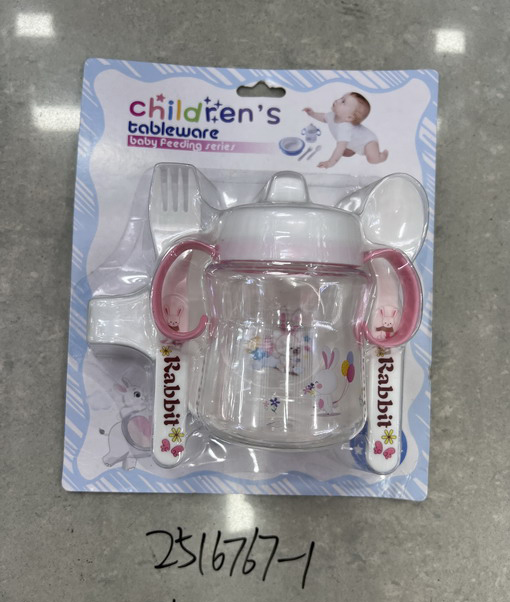 children's
tableware
baby feeding series
Rabbit
Rabbit
2516767-1